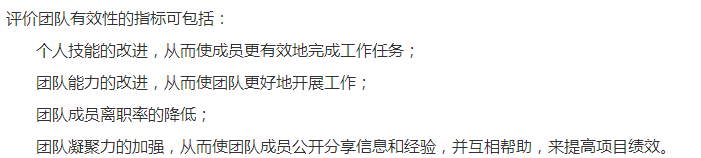 评价团队有效性的指标可包括：
个人技能的改进，从而使成员更有效地完成工作任务；
团队能力的改进，从而使团队更好地开展工作；
团队成员离职率的降低；
团队凝聚力的加强，从而使团队成员公开分享信息和经验，并互相帮助，来提高项目绩效。